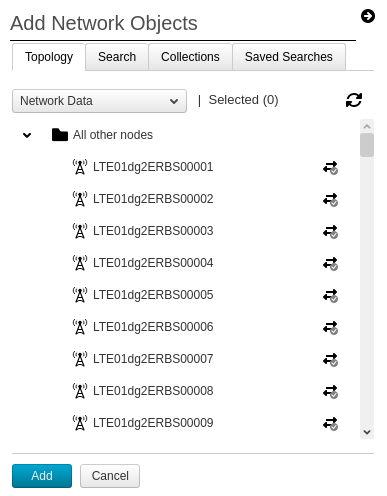 Add Network Objects
Topology Search Collections Saved Searches
Network Data | Selected (0)
All other nodes
LTE01dg2ERBS00001
LTE01dg2ERBS00002
LTE01dg2ERBS00003
LTE01dg2ERBS00004
LTE01dg2ERBS00005
LTE01dg2ERBS00006
LTE01dg2ERBS00007
LTE01dg2ERBS00008
LTE01dg2ERBS00009
Add Cancel